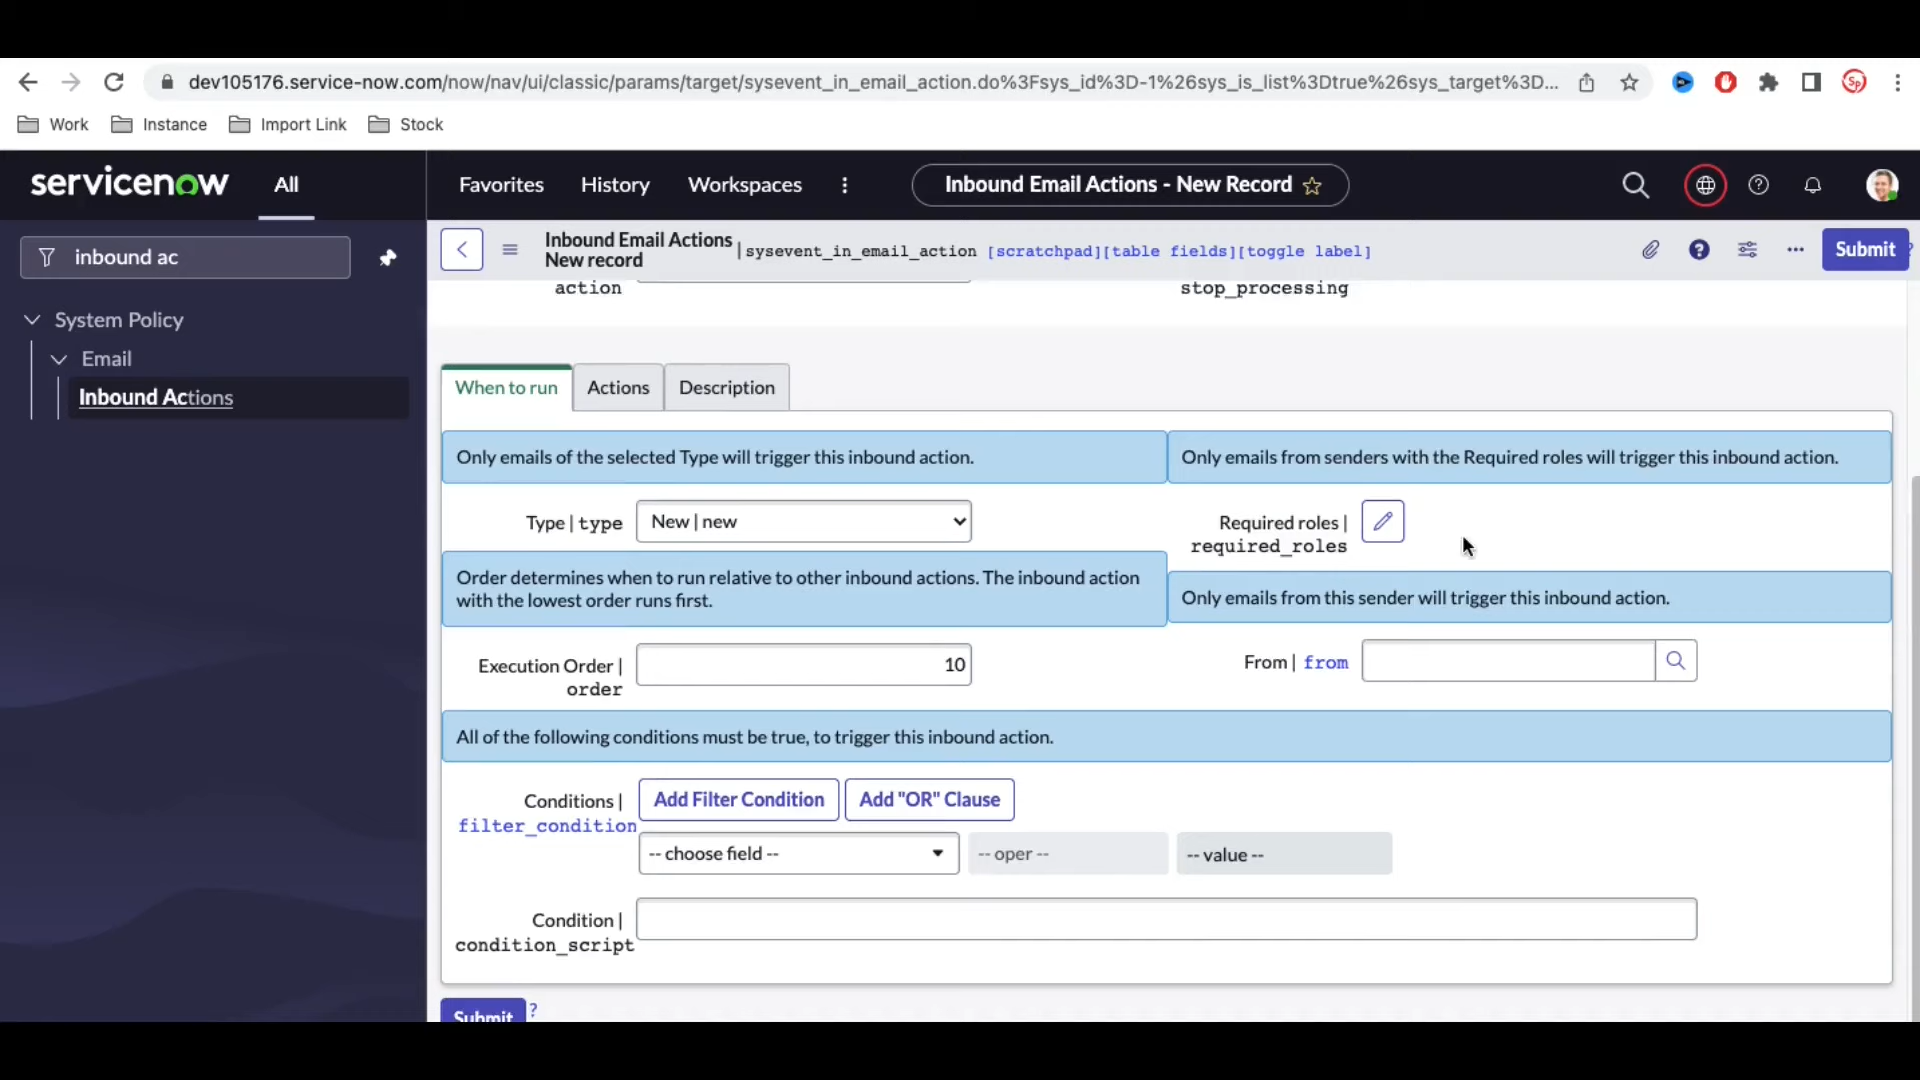 dev105176.service-now.com/now/nav/ui/classic/params/target/sysevent_in_email_action.do%3Fsys_id%3D-1%26sys_is_list%3Dtrue%26sys_target%3D...
Sp
Work Instance Import Link Stock
servicenow All Favorites History Workspaces Inbound Email Actions - New Record
inbound ac
System Policy
Email
Inbound Actions
Inbound Email Actions
New record
| sysevent_in_email_action [scratchpad][table fields][toggle label]
Submit
action
stop_processing
When to run Actions Description
Only emails of the selected Type will trigger this inbound action.
Only emails from senders with the Required roles will trigger this inbound action.
Type | type New | new
Required roles |
required_roles
Order determines when to run relative to other inbound actions. The inbound action
with the lowest order runs first.
Only emails from this sender will trigger this inbound action.
Execution Order |
order
10
From | from
All of the following conditions must be true, to trigger this inbound action.
Conditions |
filter_condition
Add Filter Condition Add "OR" Clause
-- choose field -- -- oper -- -- value --
Condition |
condition_script
Submit ?